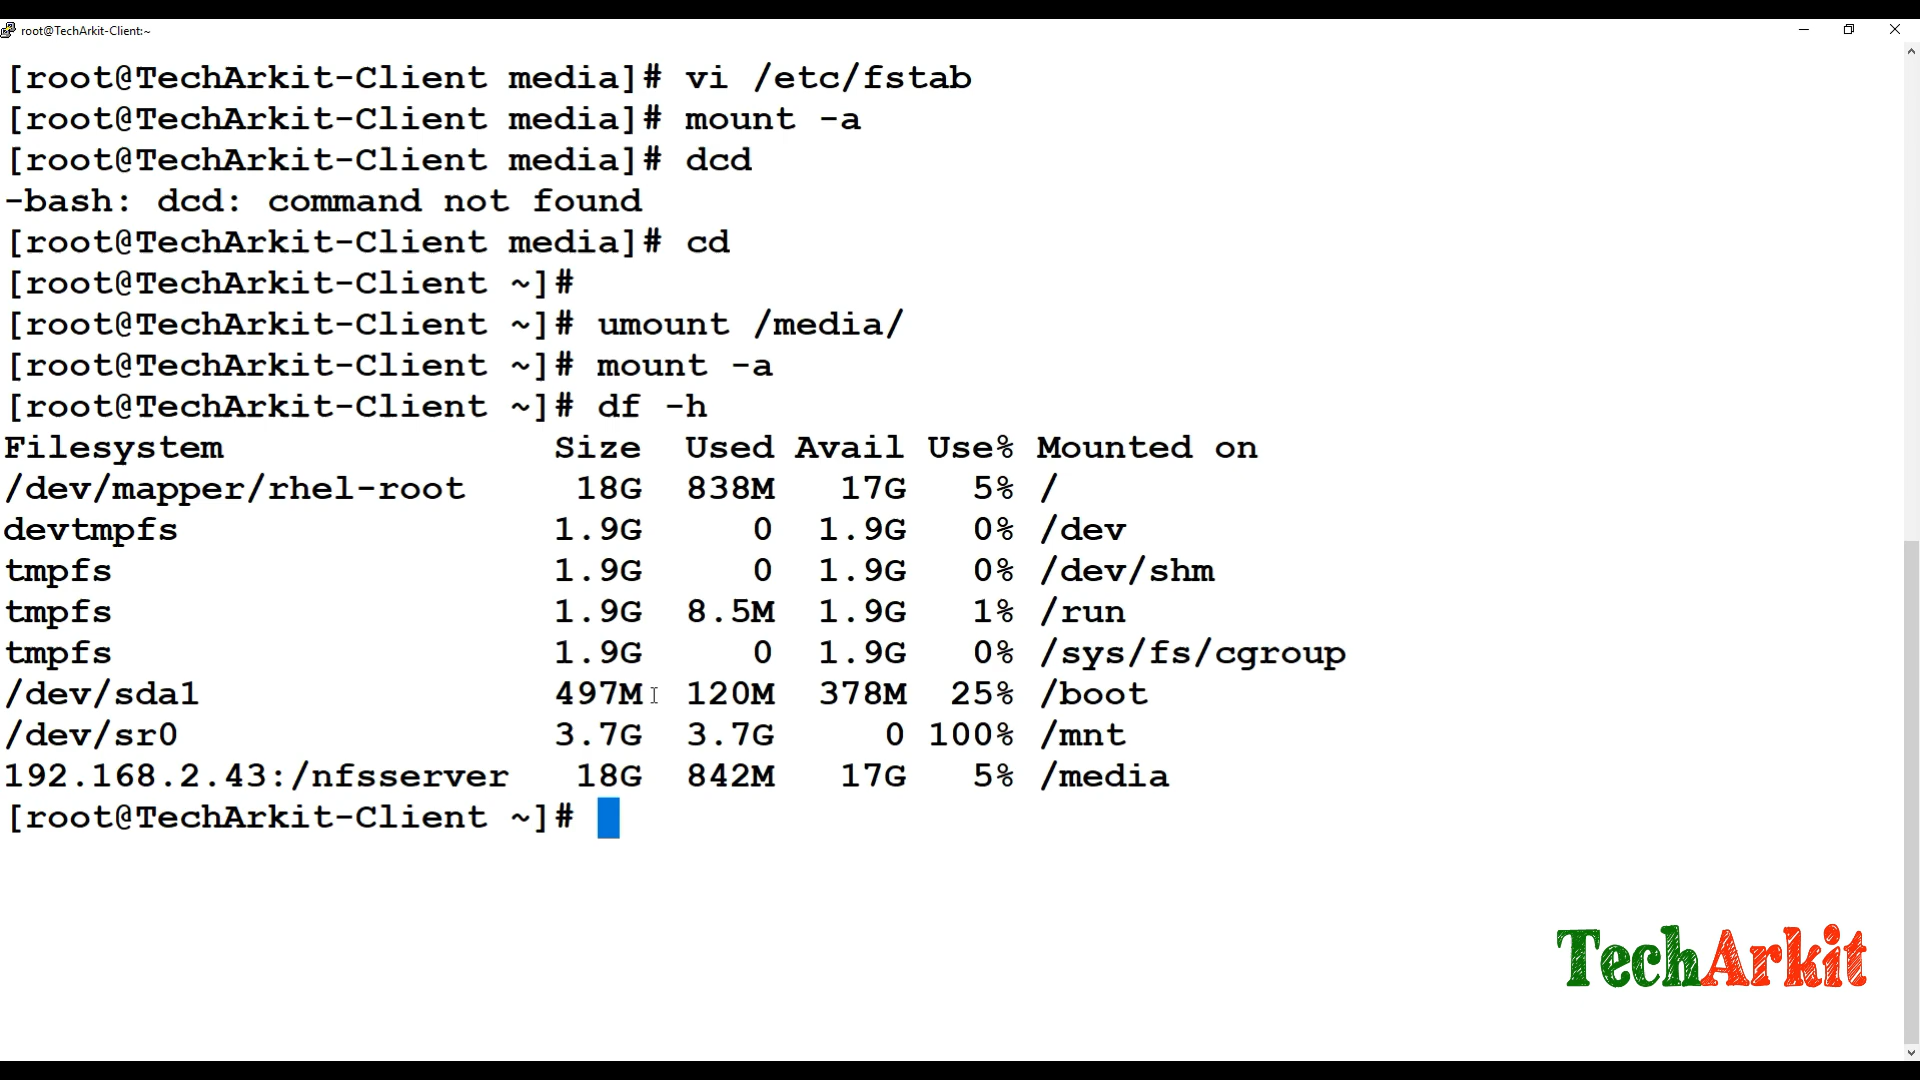 root@TechArkit-Client:~
[root@TechArkit-Client media]# vi /etc/fstab
[root@TechArkit-Client media]# mount -a
[root@TechArkit-Client media]# dcd
-bash: dcd: command not found
[root@TechArkit-Client media]# cd
[root@TechArkit-Client ~]#
[root@TechArkit-Client ~]# umount /media/
[root@TechArkit-Client ~]# mount -a
[root@TechArkit-Client ~]# df -h
Filesystem Size Used Avail Use% Mounted on
/dev/mapper/rhel-root 18G 838M 17G 5% /
devtmpfs 1.9G 0 1.9G 0% /dev
tmpfs 1.9G 0 1.9G 0% /dev/shm
tmpfs 1.9G 8.5M 1.9G 1% /run
tmpfs 1.9G 0 1.9G 0% /sys/fs/cgroup
/dev/sda1 497M 120M 378M 25% /boot
/dev/sr0 3.7G 3.7G 0 100% /mnt
192.168.2.43:/nfsserver 18G 842M 17G 5% /media
[root@TechArkit-Client ~]#
TechArkit